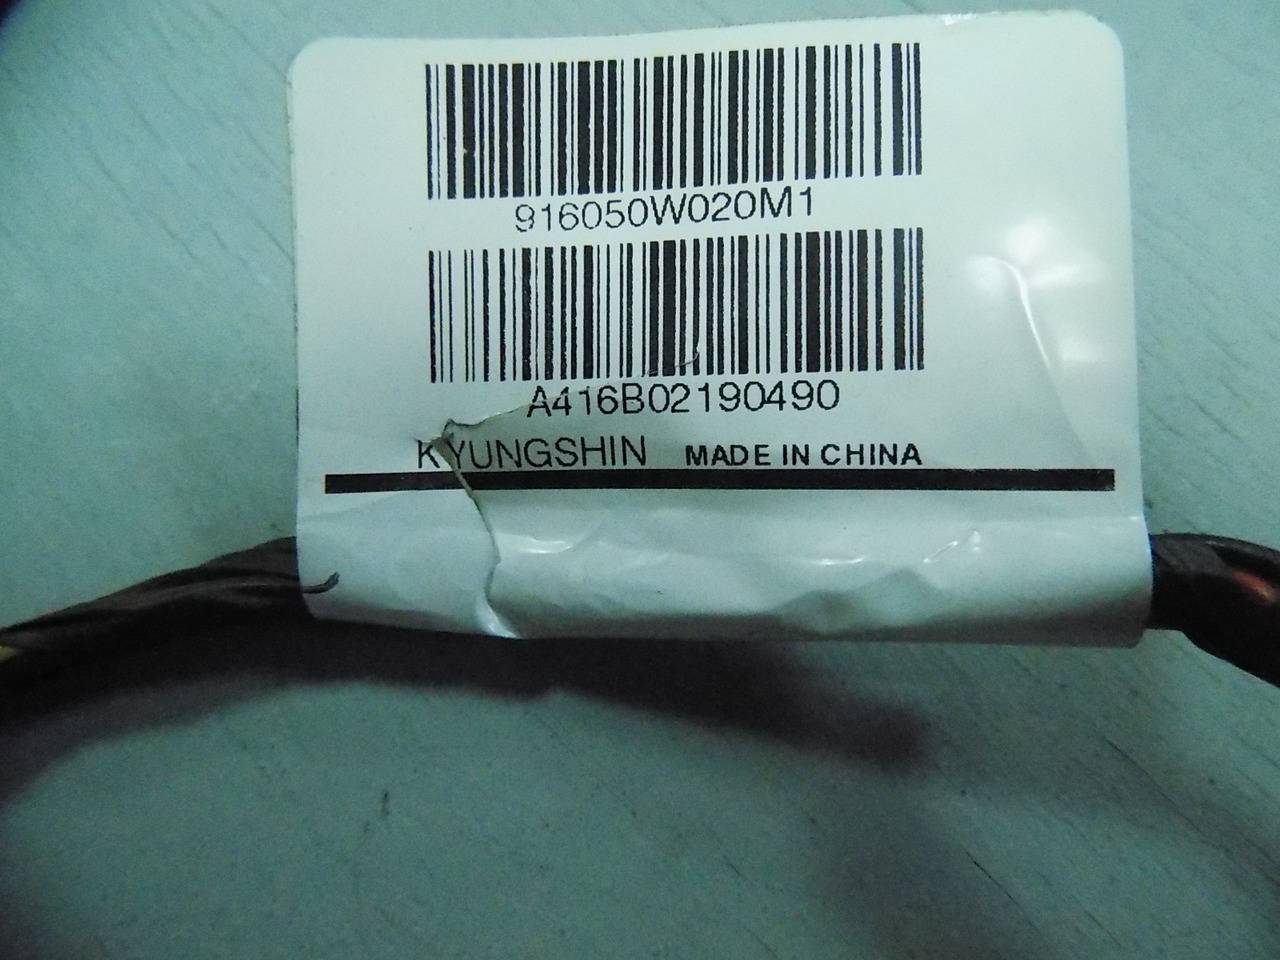 916050W020M1
A416B02190490
KYUNGSHIN MADE IN CHINA